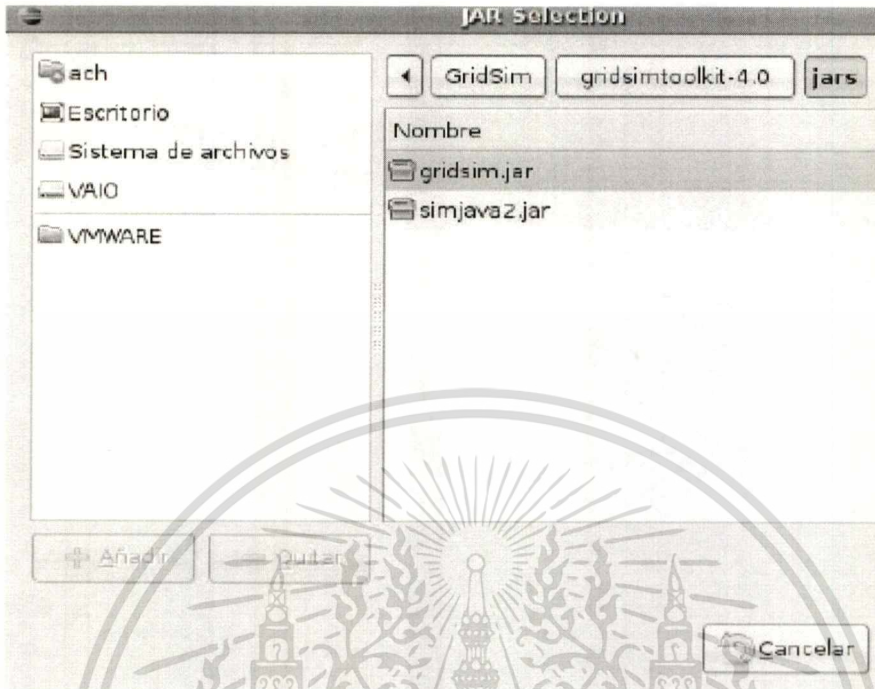 JAR Selection
ach
Escritorio
Sistema de archivos
VAIO
VMWARE
GridSim
gridsimtoolkit-4.0
jars
Nombre
gridsim.jar
simjava2.jar
Añadir
Quitar
Cancelar